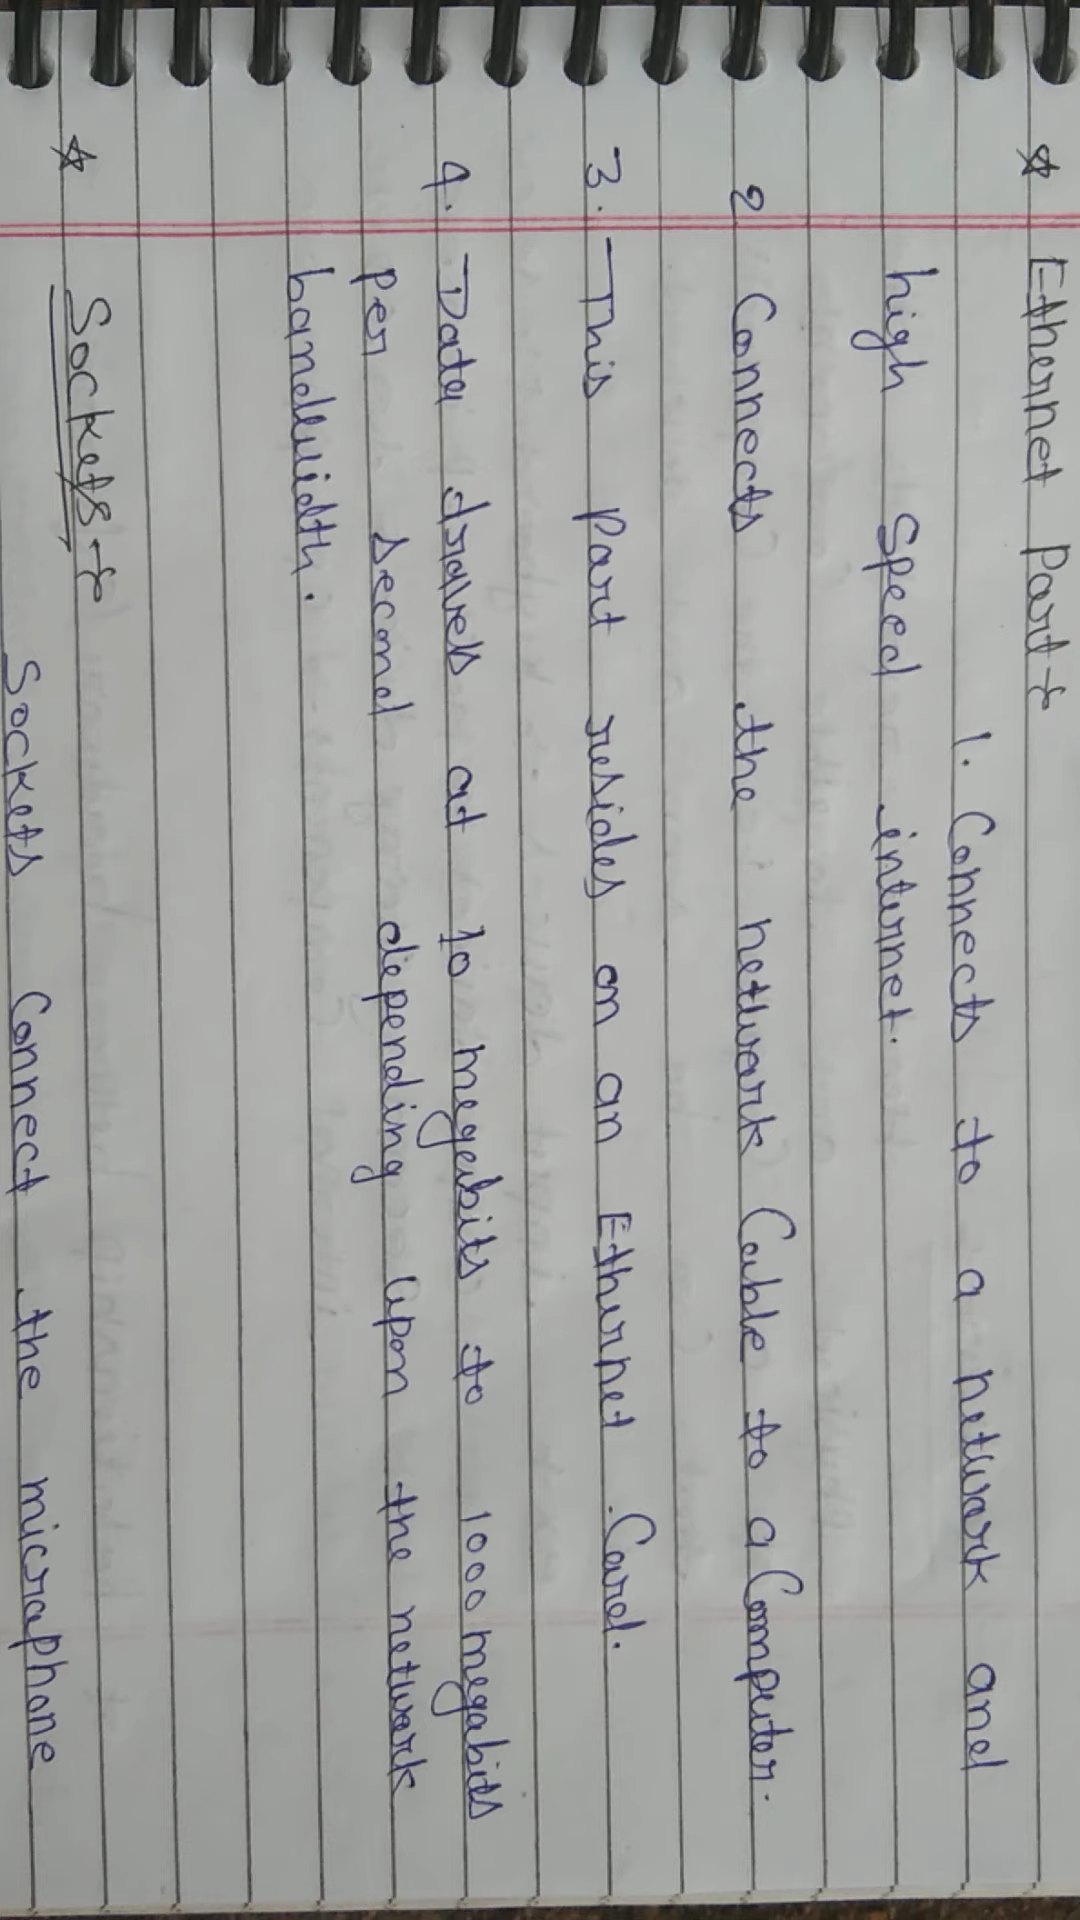 ☆ Ethernet Port :-
1. Connects to a network and
high Speed internet.
2. Connects the network Cable to a Computer.
3. This Port resides on an Ethernet Card.
4. Data travels at 10 megabits to 1000 megabits
Per second depending upon the network
bandwidth.
☆ Sockets :-
Sockets Connect the microphone